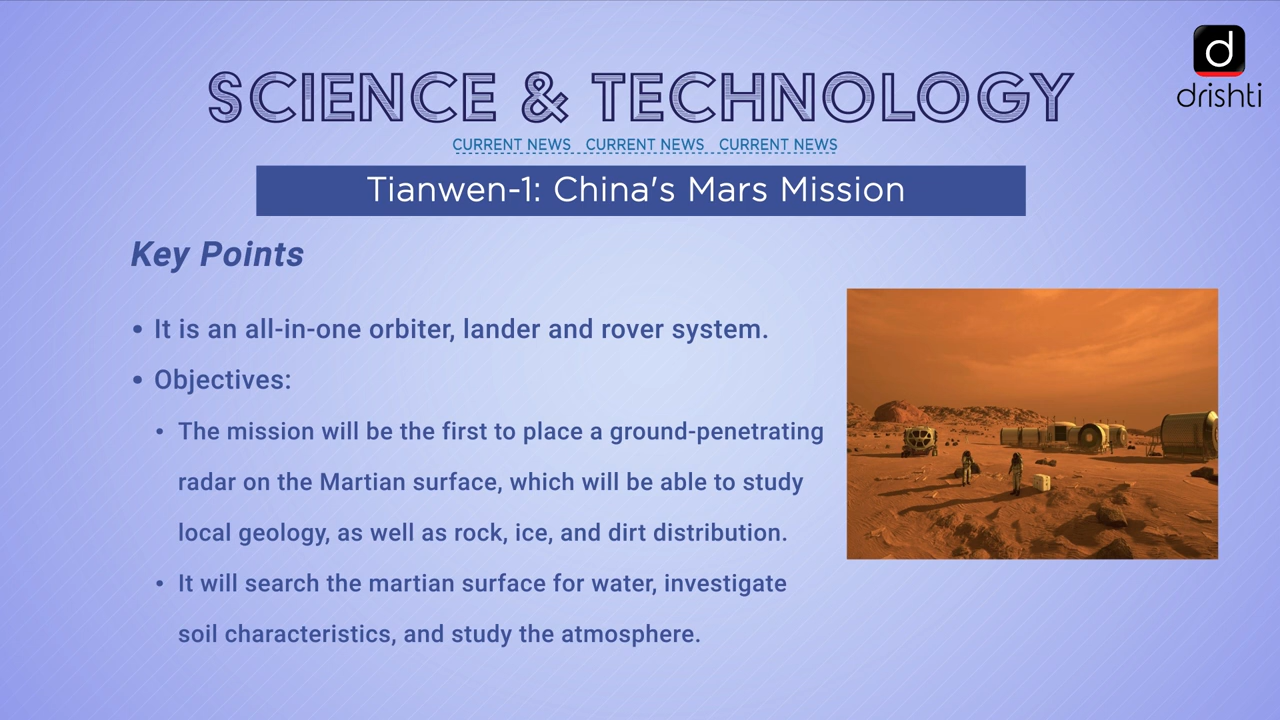 d
drishti
SCIENCE & TECHNOLOGY
CURRENT NEWS CURRENT NEWS CURRENT NEWS
Tianwen-1: China's Mars Mission
Key Points
• It is an all-in-one orbiter, lander and rover system.
• Objectives:
• The mission will be the first to place a ground-penetrating
radar on the Martian surface, which will be able to study
local geology, as well as rock, ice, and dirt distribution.
• It will search the martian surface for water, investigate
soil characteristics, and study the atmosphere.